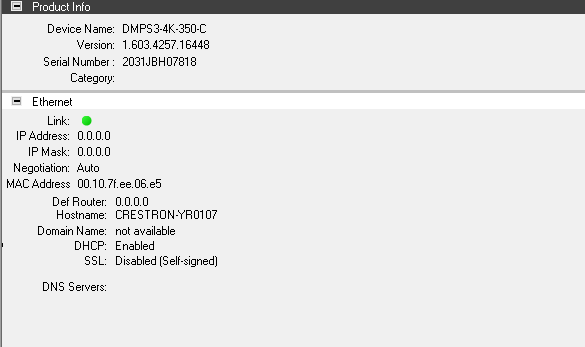 Product Info
Device Name: DMPS3-4K-350-C
Version: 1.603.4257.16448
Serial Number : 2031JBH07818
Category:
Ethernet
Link:
IP Address: 0.0.0.0
IP Mask: 0.0.0.0
Negotiation: Auto
MAC Address 00.10.7f.ee.06.e5
Def Router: 0.0.0.0
Hostname: CRESTRON-YR0107
Domain Name: not available
DHCP: Enabled
SSL: Disabled (Self-signed)
DNS Servers: